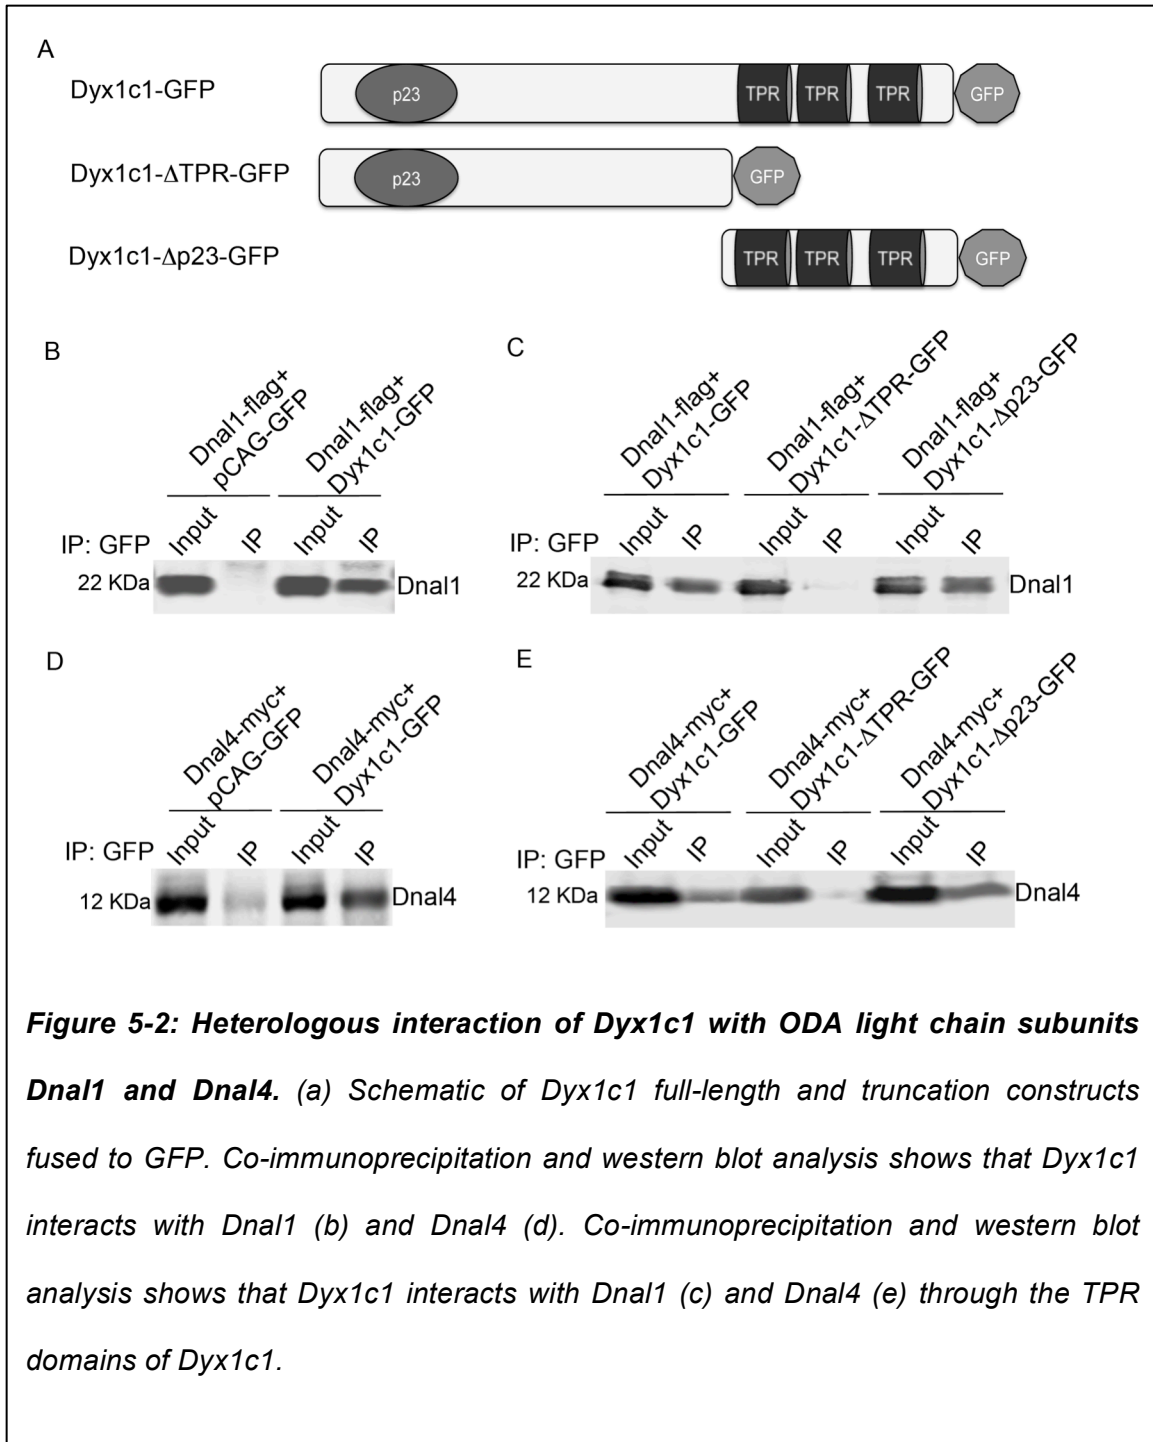 A
Dyx1c1-GFP
p23
TPR
TPR
TPR
GFP
Dyx1c1-ΔTPR-GFP
p23
GFP
Dyx1c1-Δp23-GFP
TPR
TPR
TPR
GFP
B
Dnal1-flag+
pCAG-GFP
Dnal1-flag+
Dyx1c1-GFP
IP: GFP
Input
IP
Input
IP
22 KDa
Dnal1
C
Dnal1-flag+
Dyx1c1-GFP
Dnal1-flag+
Dyx1c1-ΔTPR-GFP
Dnal1-flag+
Dyx1c1-Δp23-GFP
IP: GFP
Input
IP
Input
IP
Input
IP
22 KDa
Dnal1
D
Dnal4-myc+
pCAG-GFP
Dnal4-myc+
Dyx1c1-GFP
IP: GFP
Input
IP
Input
IP
12 KDa
Dnal4
E
Dnal4-myc+
Dyx1c1-GFP
Dnal4-myc+
Dyx1c1-ΔTPR-GFP
Dnal4-myc+
Dyx1c1-Δp23-GFP
IP: GFP
Input
IP
Input
IP
Input
IP
12 KDa
Dnal4
Figure 5-2: Heterologous interaction of Dyx1c1 with ODA light chain subunits
Dnal1 and Dnal4. (a) Schematic of Dyx1c1 full-length and truncation constructs
fused to GFP. Co-immunoprecipitation and western blot analysis shows that Dyx1c1
interacts with Dnal1 (b) and Dnal4 (d). Co-immunoprecipitation and western blot
analysis shows that Dyx1c1 interacts with Dnal1 (c) and Dnal4 (e) through the TPR
domains of Dyx1c1.